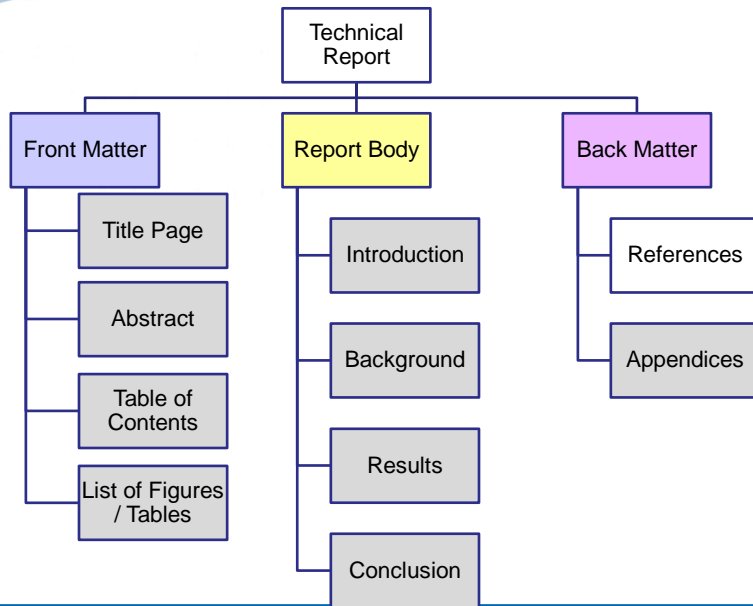 Technical
Report
Front Matter
Report Body
Back Matter
Title Page
Abstract
Table of
Contents
List of Figures
/ Tables
Introduction
Background
Results
Conclusion
References
Appendices